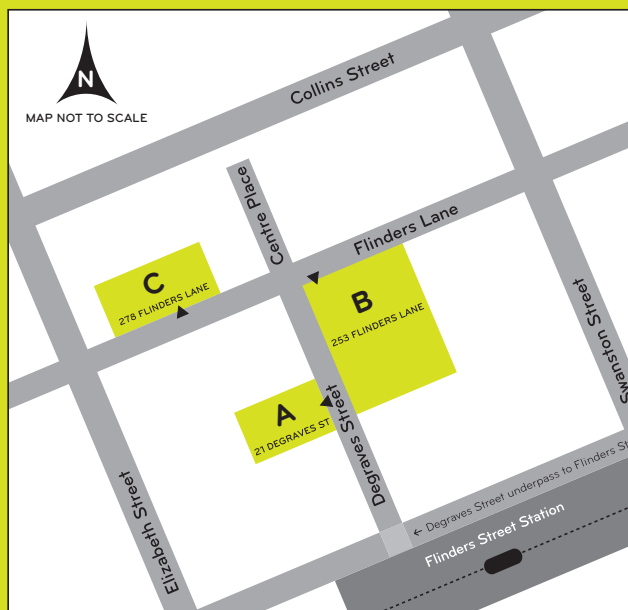 N
MAP NOT TO SCALE
Collins Street
Centre Place
Flinders Lane
C
278 FLINDERS LANE
B
253 FLINDERS LANE
Swanston Street
A
21 DEGRAVES ST
Degraves Street
Elizabeth Street
← Degraves Street underpass to Flinders St
Flinders Street Station